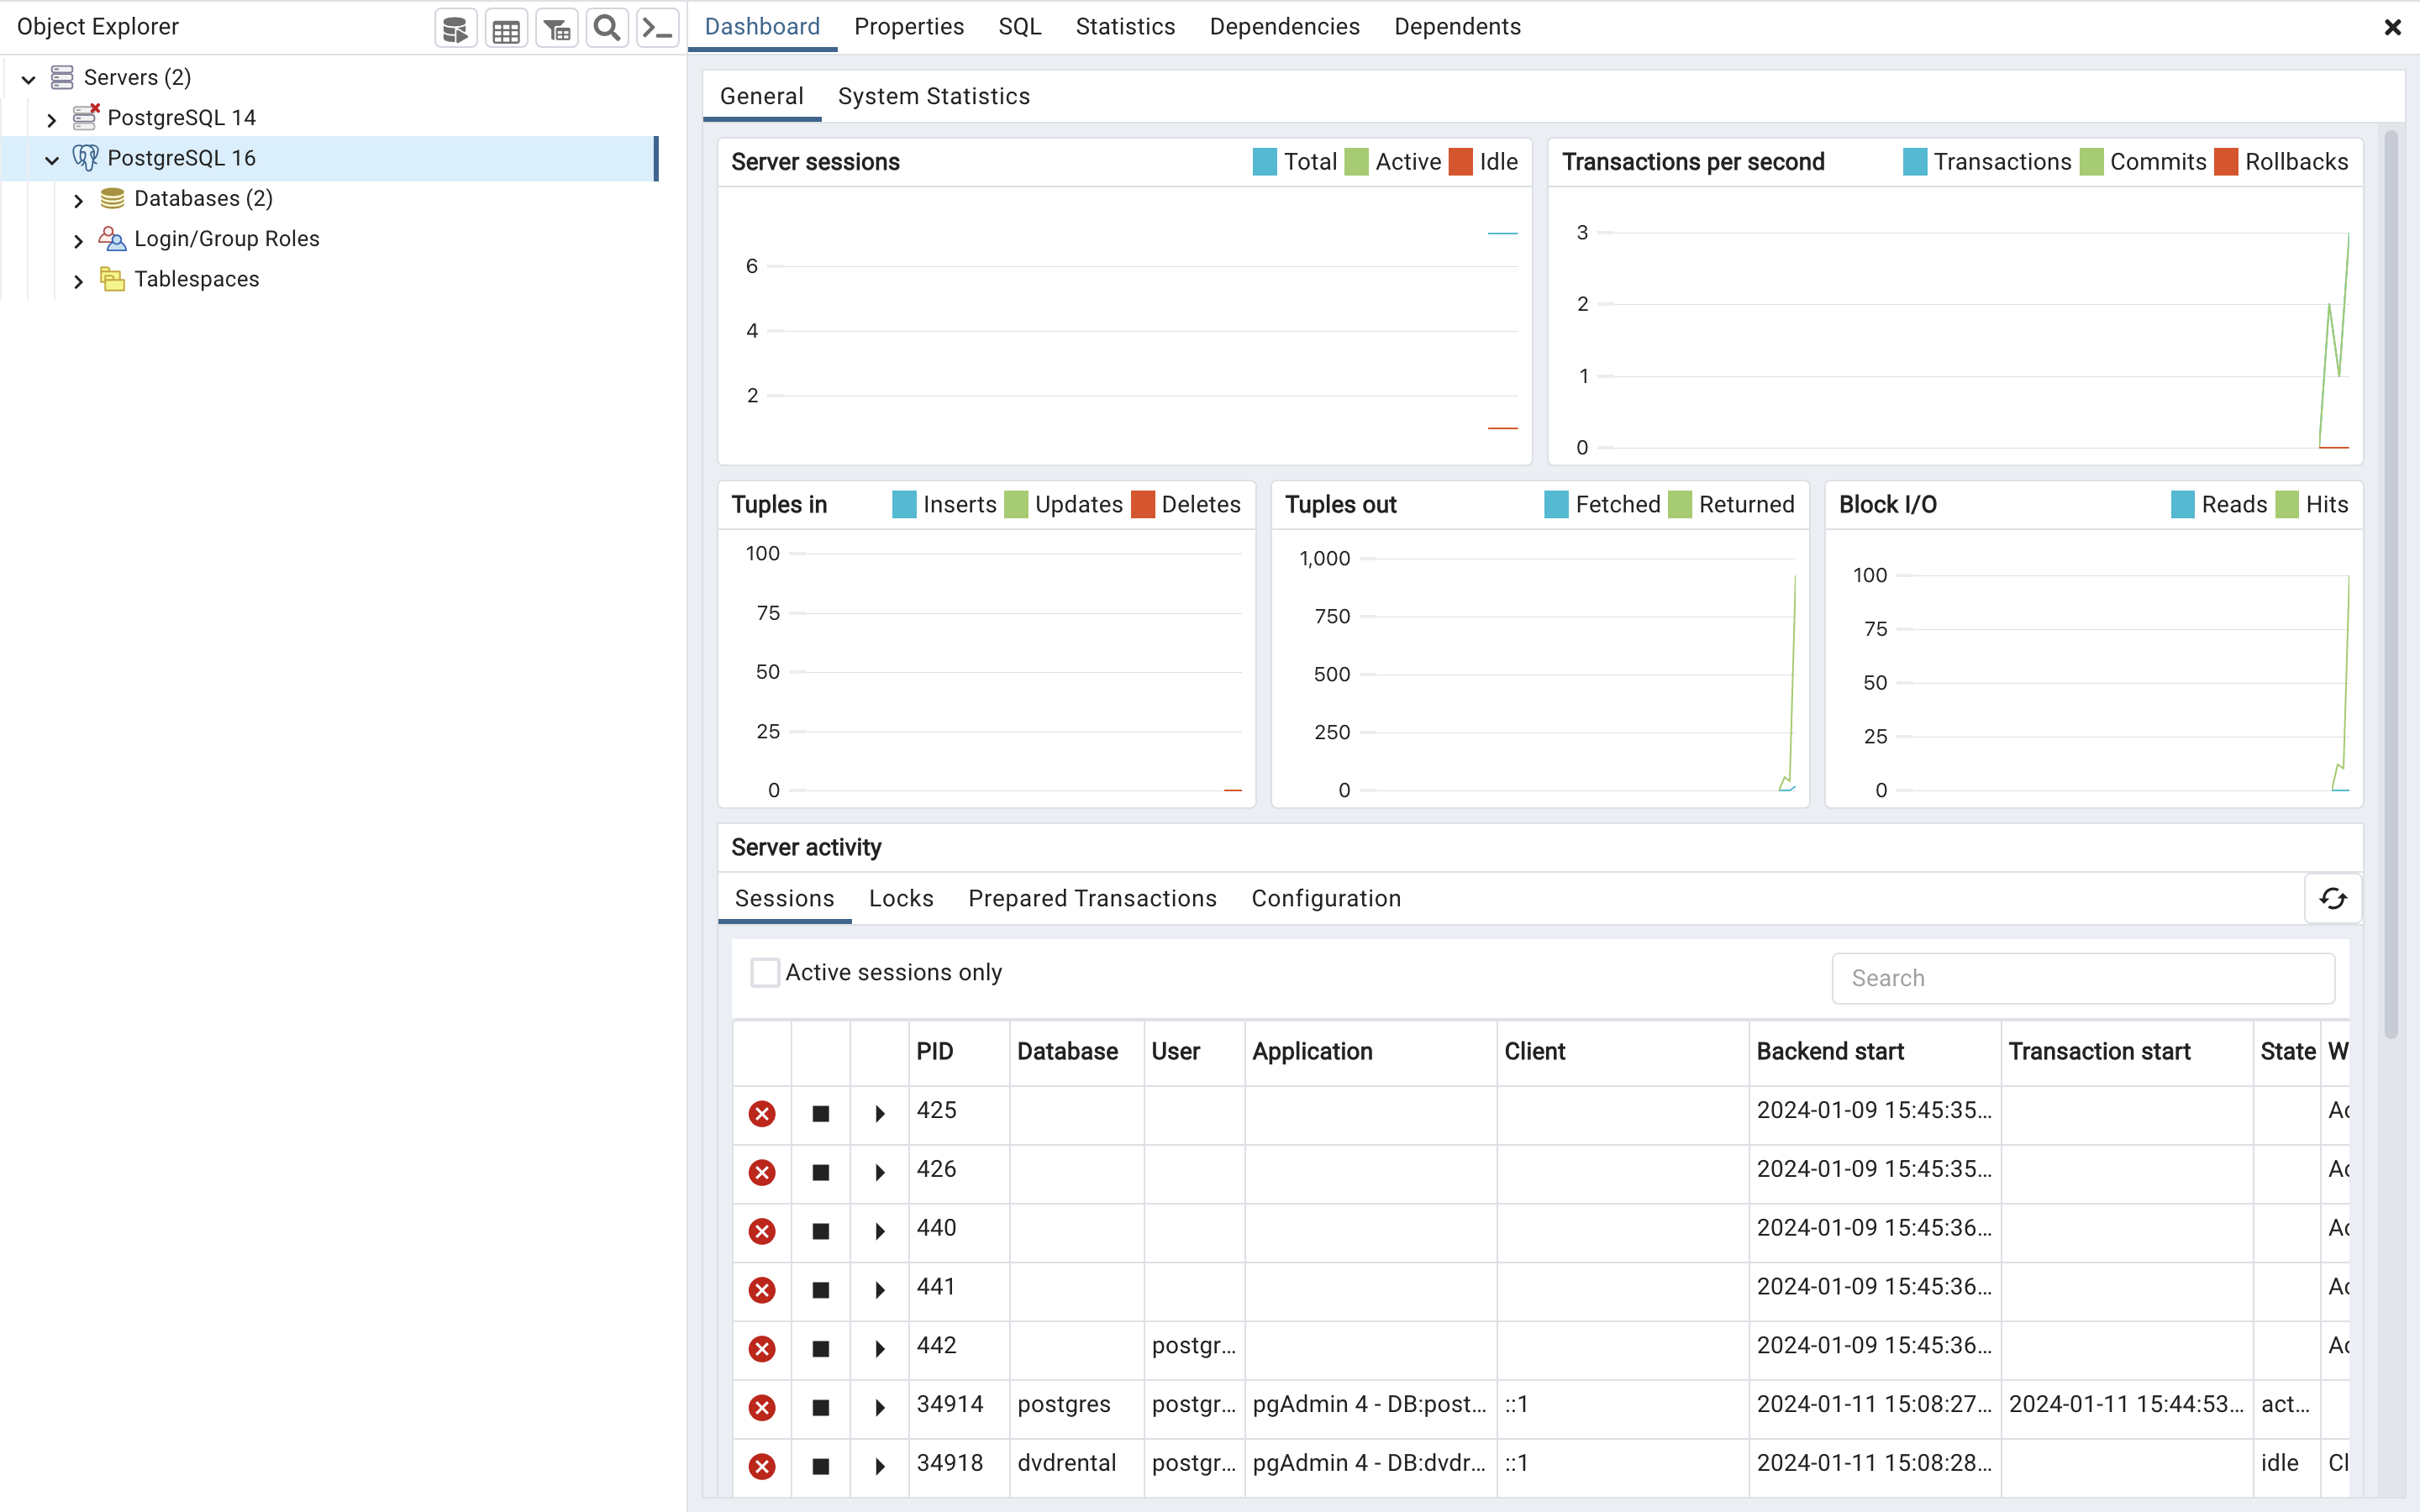 Object Explorer
Dashboard Properties SQL Statistics Dependencies Dependents
Servers (2)
PostgreSQL 14
PostgreSQL 16
Databases (2)
Login/Group Roles
Tablespaces
General System Statistics
Server sessions Total Active Idle
6
4
2
Transactions per second Transactions Commits Rollbacks
3
2
1
0
Tuples in Inserts Updates Deletes
100
75
50
25
0
Tuples out Fetched Returned
1,000
750
500
250
0
Block I/O Reads Hits
100
75
50
25
0
Server activity
Sessions Locks Prepared Transactions Configuration
Active sessions only Search
PID Database User Application Client Backend start Transaction start State W
425 2024-01-09 15:45:35... Ac
426 2024-01-09 15:45:35... Ac
440 2024-01-09 15:45:36... Ac
441 2024-01-09 15:45:36... Ac
442 postgr... 2024-01-09 15:45:36... Ac
34914 postgres postgr... pgAdmin 4 - DB:post... ::1 2024-01-11 15:08:27... 2024-01-11 15:44:53... act...
34918 dvdrental postgr... pgAdmin 4 - DB:dvdr... ::1 2024-01-11 15:08:28... idle Cl